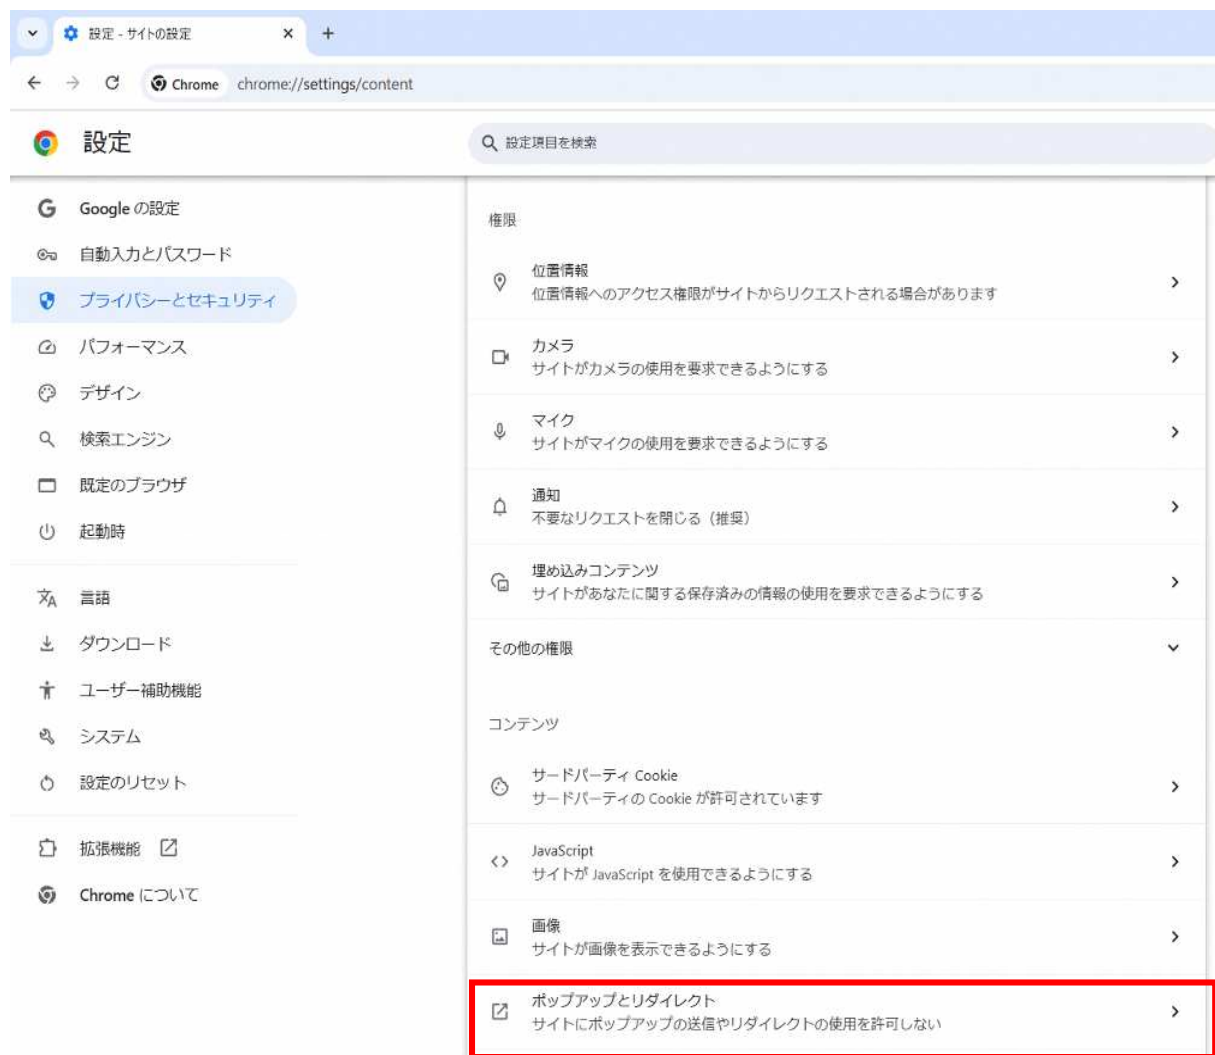 設定 - サイトの設定
Chrome
chrome://settings/content
設定
設定項目を検索
Google の設定
自動入力とパスワード
プライバシーとセキュリティ
パフォーマンス
デザイン
検索エンジン
既定のブラウザ
起動時
言語
ダウンロード
ユーザー補助機能
システム
設定のリセット
拡張機能
Chrome について
権限
位置情報
位置情報へのアクセス権限がサイトからリクエストされる場合があります
カメラ
サイトがカメラの使用を要求できるようにする
マイク
サイトがマイクの使用を要求できるようにする
通知
不要なリクエストを閉じる（推奨）
埋め込みコンテンツ
サイトがあなたに関する保存済みの情報の使用を要求できるようにする
その他の権限
コンテンツ
サードパーティ Cookie
サードパーティの Cookie が許可されています
JavaScript
サイトが JavaScript を使用できるようにする
画像
サイトが画像を表示できるようにする
ポップアップとリダイレクト
サイトにポップアップの送信やリダイレクトの使用を許可しない